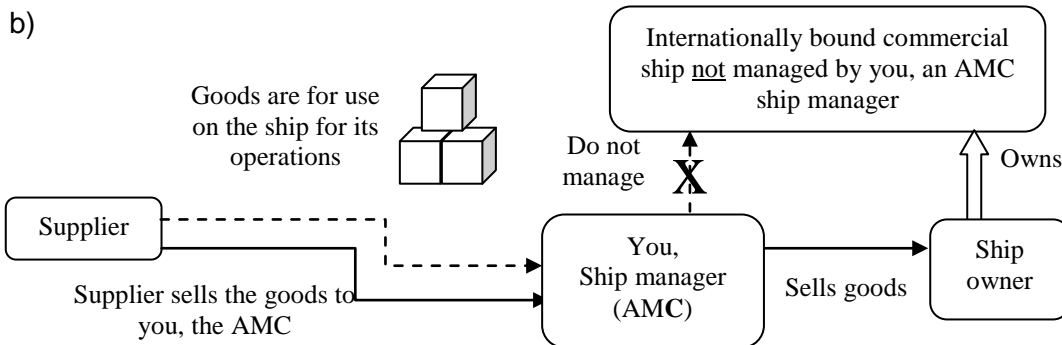 b)
Internationally bound commercial
ship not managed by you, an AMC
ship manager
Goods are for use
on the ship for its
operations
Do not
manage
X
Owns
Supplier
You,
Ship manager
(AMC)
Sells goods
Ship
owner
Supplier sells the goods to
you, the AMC